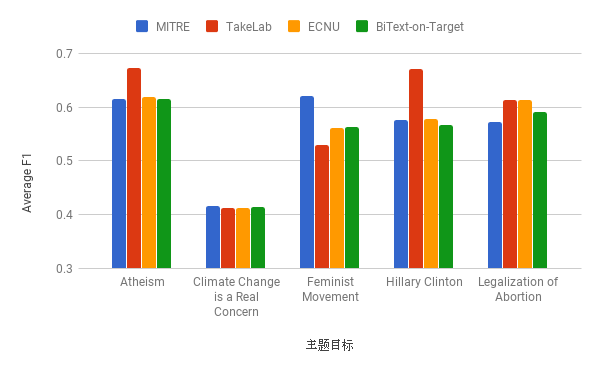 MITRE TakeLab ECNU BiText-on-Target
0.7
0.6
0.5
0.4
0.3
Average F1
Atheism
Climate Change
is a Real
Concern
Feminist
Movement
Hillary Clinton
Legalization of
Abortion
主题目标